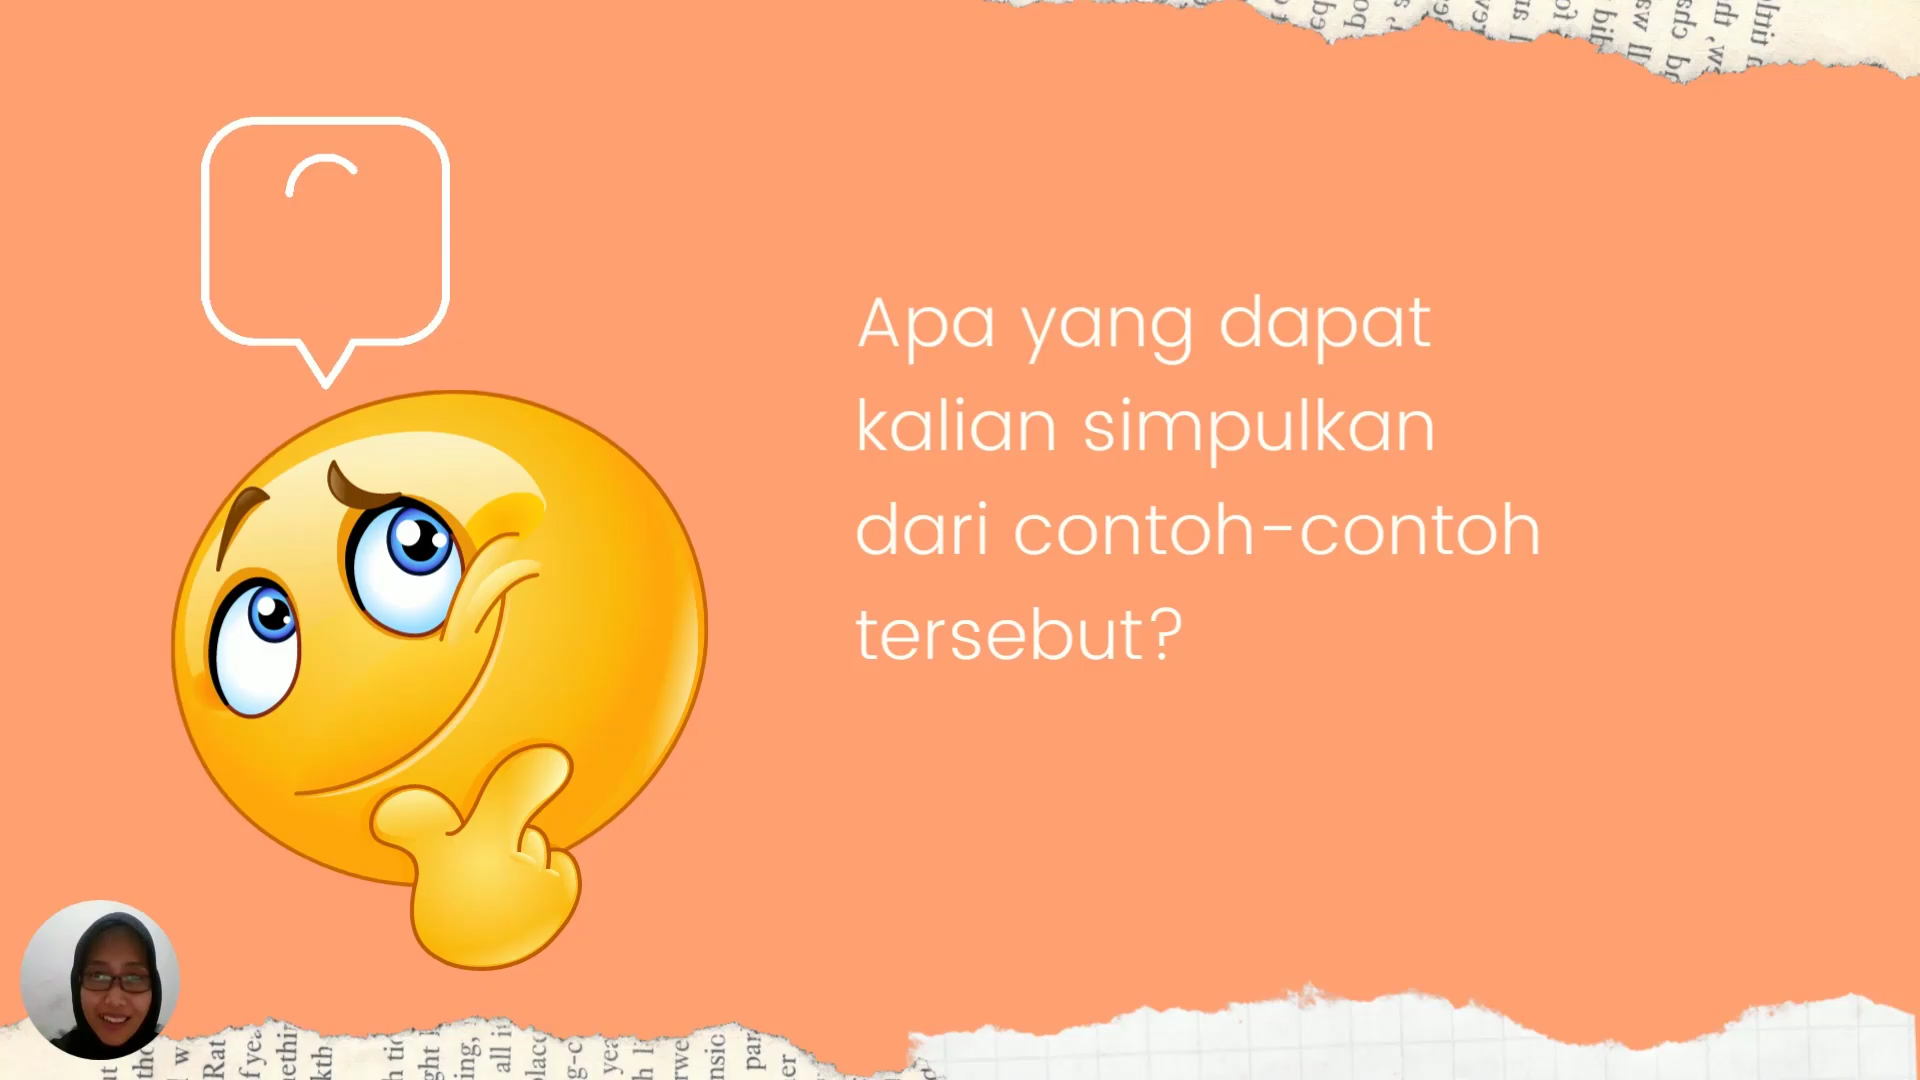 Apa yang dapat
kalian simpulkan
dari contoh-contoh
tersebut?